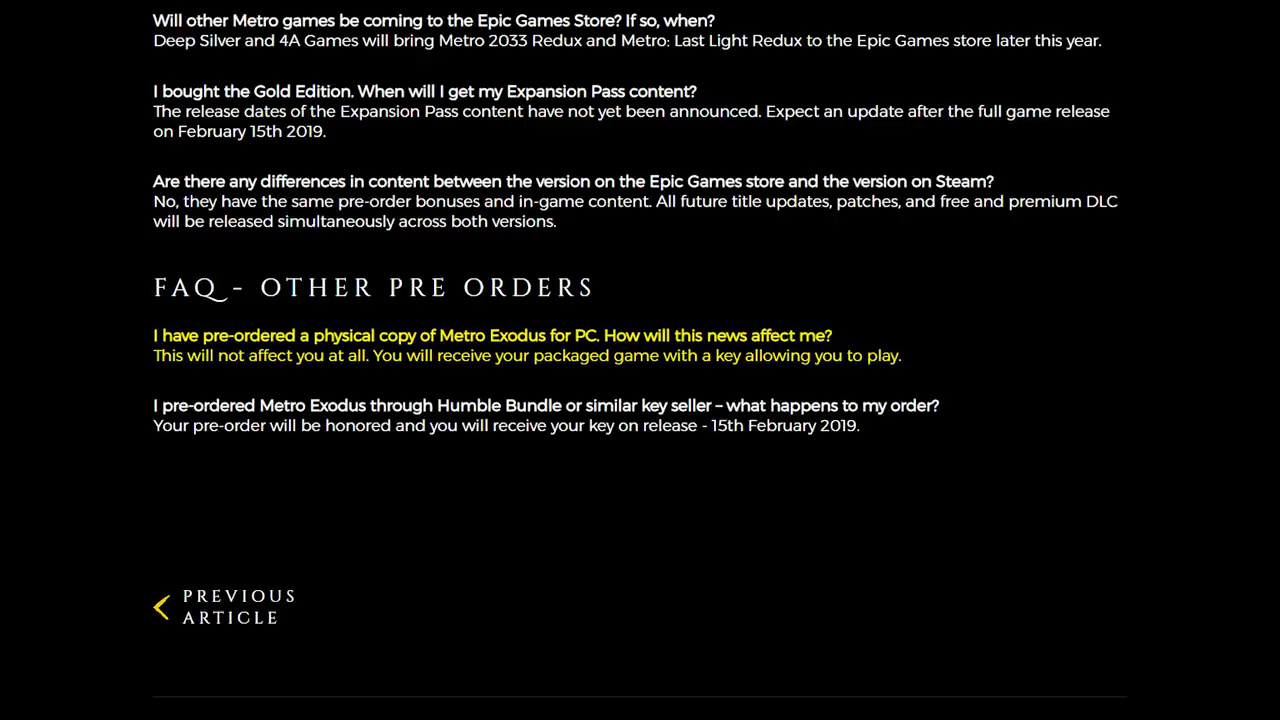 Will other Metro games be coming to the Epic Games Store? If so, when?
Deep Silver and 4A Games will bring Metro 2033 Redux and Metro: Last Light Redux to the Epic Games store later this year.
I bought the Gold Edition. When will I get my Expansion Pass content?
The release dates of the Expansion Pass content have not yet been announced. Expect an update after the full game release
on February 15th 2019.
Are there any differences in content between the version on the Epic Games store and the version on Steam?
No, they have the same pre-order bonuses and in-game content. All future title updates, patches, and free and premium DLC
will be released simultaneously across both versions.
FAQ - OTHER PRE ORDERS
I have pre-ordered a physical copy of Metro Exodus for PC. How will this news affect me?
This will not affect you at all. You will receive your packaged game with a key allowing you to play.
I pre-ordered Metro Exodus through Humble Bundle or similar key seller – what happens to my order?
Your pre-order will be honored and you will receive your key on release - 15th February 2019.
PREVIOUS
ARTICLE